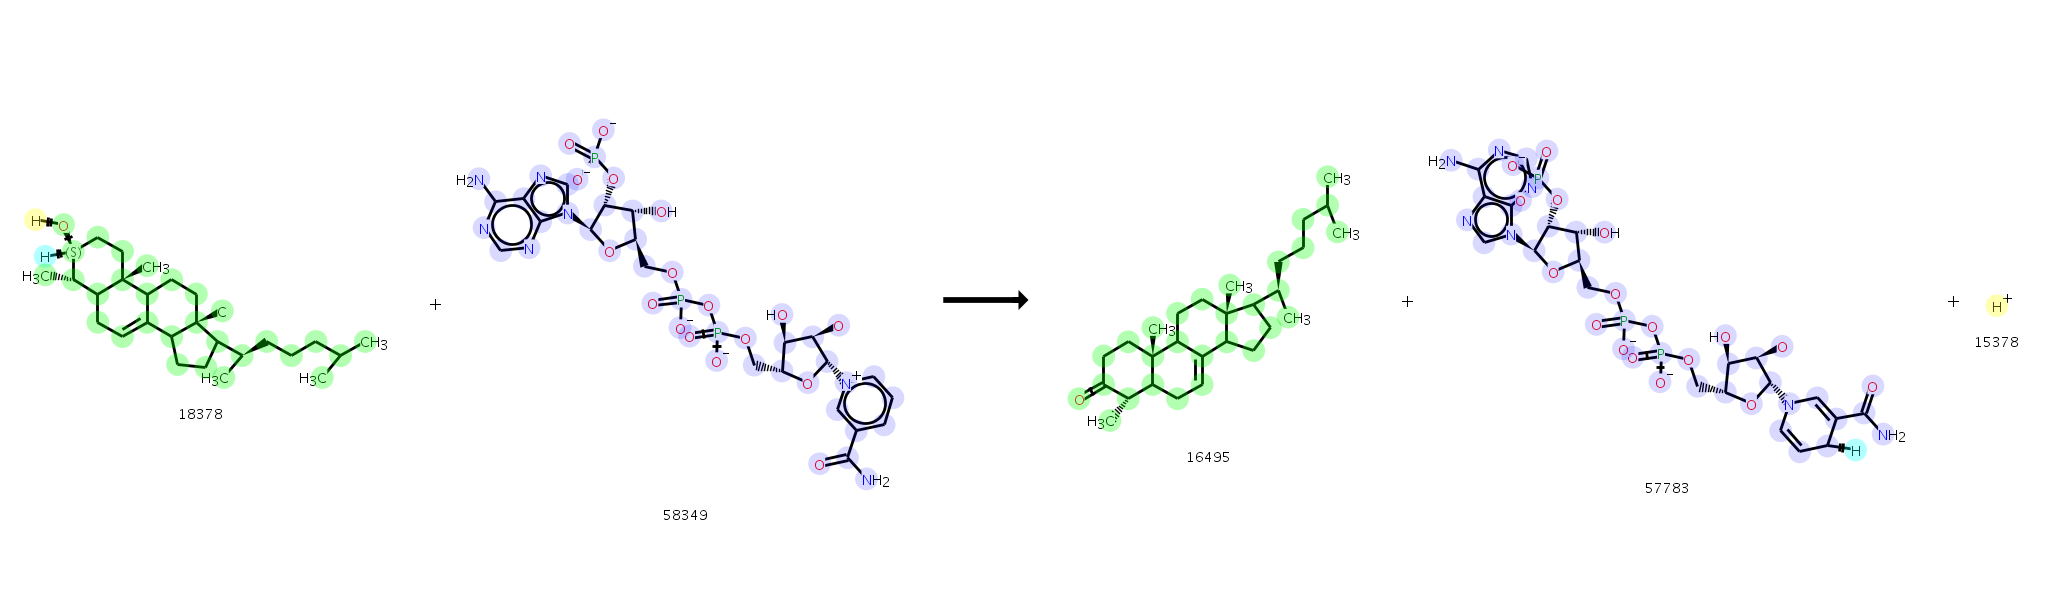 H
O
(S)
H
H3C
CH3
C
H3C
CH3
H3C
18378
+
O
O−
P
O
O−
H2N
N
N
N
N
N
OH
O
O
O
P
O
O−
O
P
O−
O
HO
O
O
N+
O
NH2
58349
CH3
CH3
CH3
CH3
CH3
O
H3C
16495
+
H2N
N
O−
O
P
N
O
O
N
N
OH
O
O
O
P
O
O−
O
P
O−
O
HO
O
O
N
O
NH2
H
57783
+
H+
15378